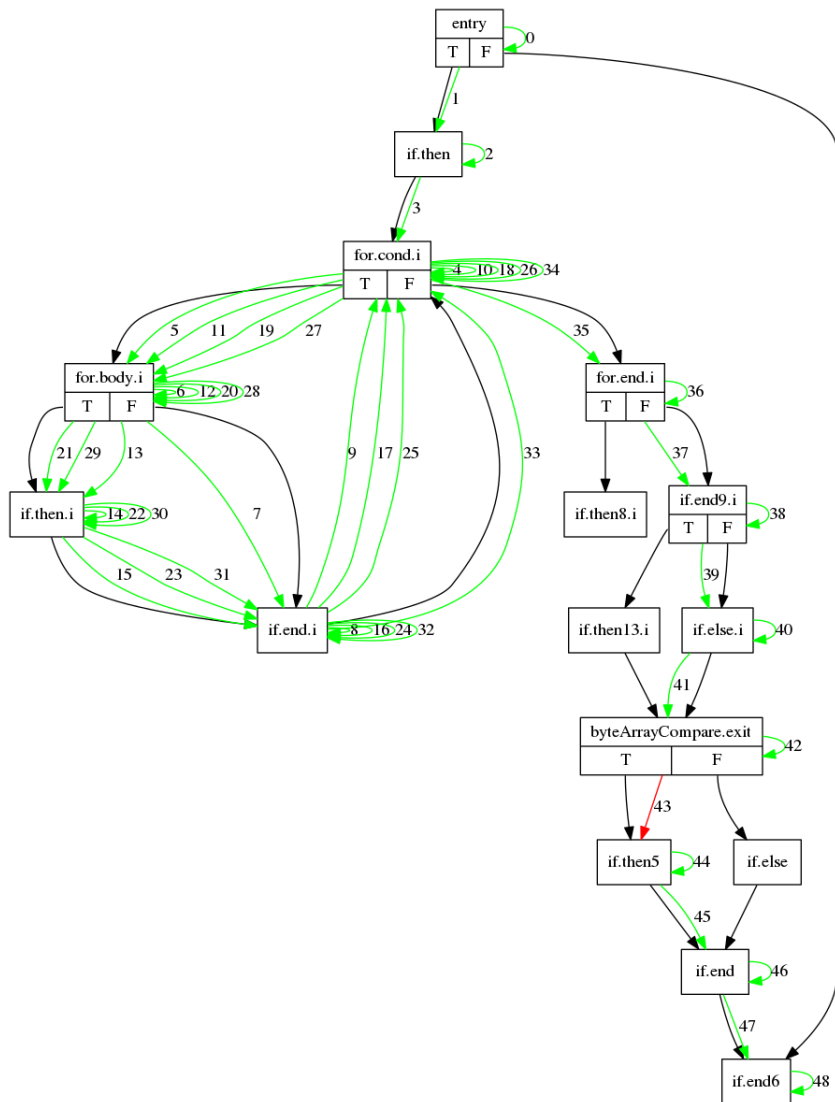 entry
0
T F
1
if.then
2
3
for.cond.i
4 10 18 26 34
T F
5 11 19 27
35
for.body.i
6 12 20 28
T F
for.end.i
36
T F
21 29 13
7
9 17 25 33
37
if.then.i
14 22 30
if.then8.i
if.end9.i
38
T F
15 23 31
39
if.end.i
8 16 24 32
if.then13.i
if.else.i
40
41
byteArrayCompare.exit
42
T F
43
if.then5
44
if.else
45
if.end
46
47
if.end6
48